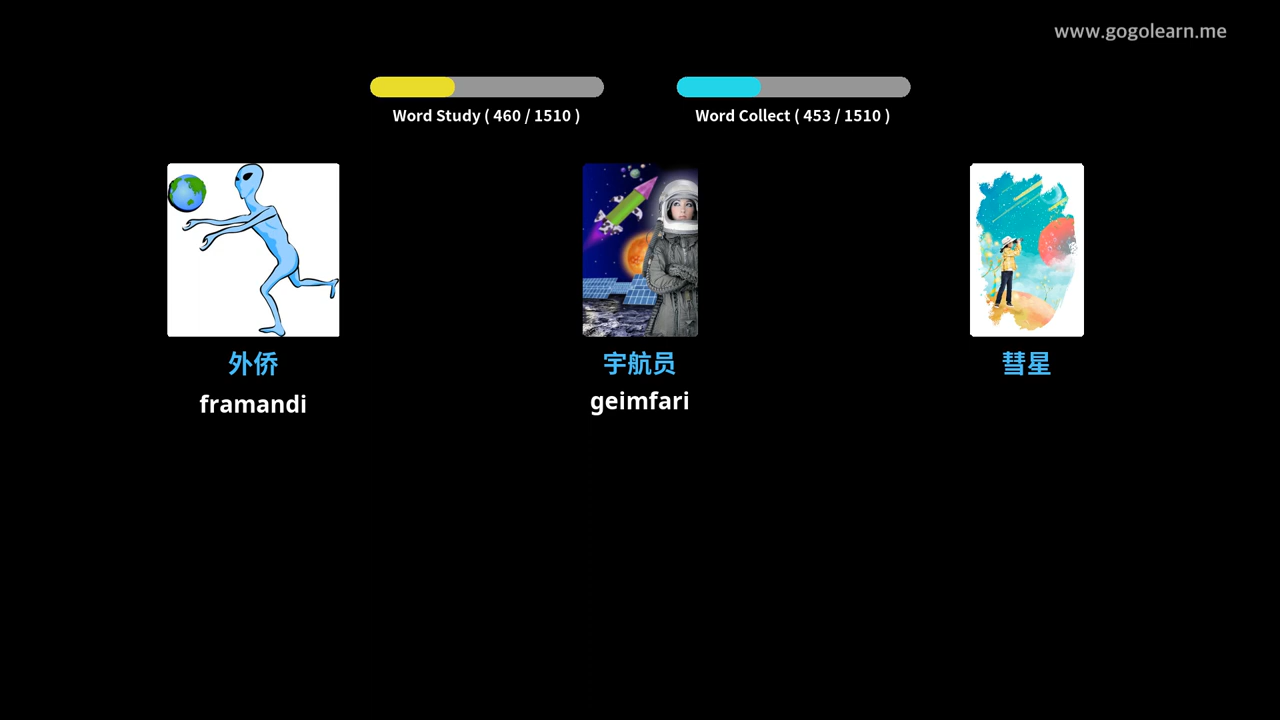 www.gogolearn.me
Word Study ( 460 / 1510 )
Word Collect ( 453 / 1510 )
外侨
宇航员
彗星
framandi
geimfari